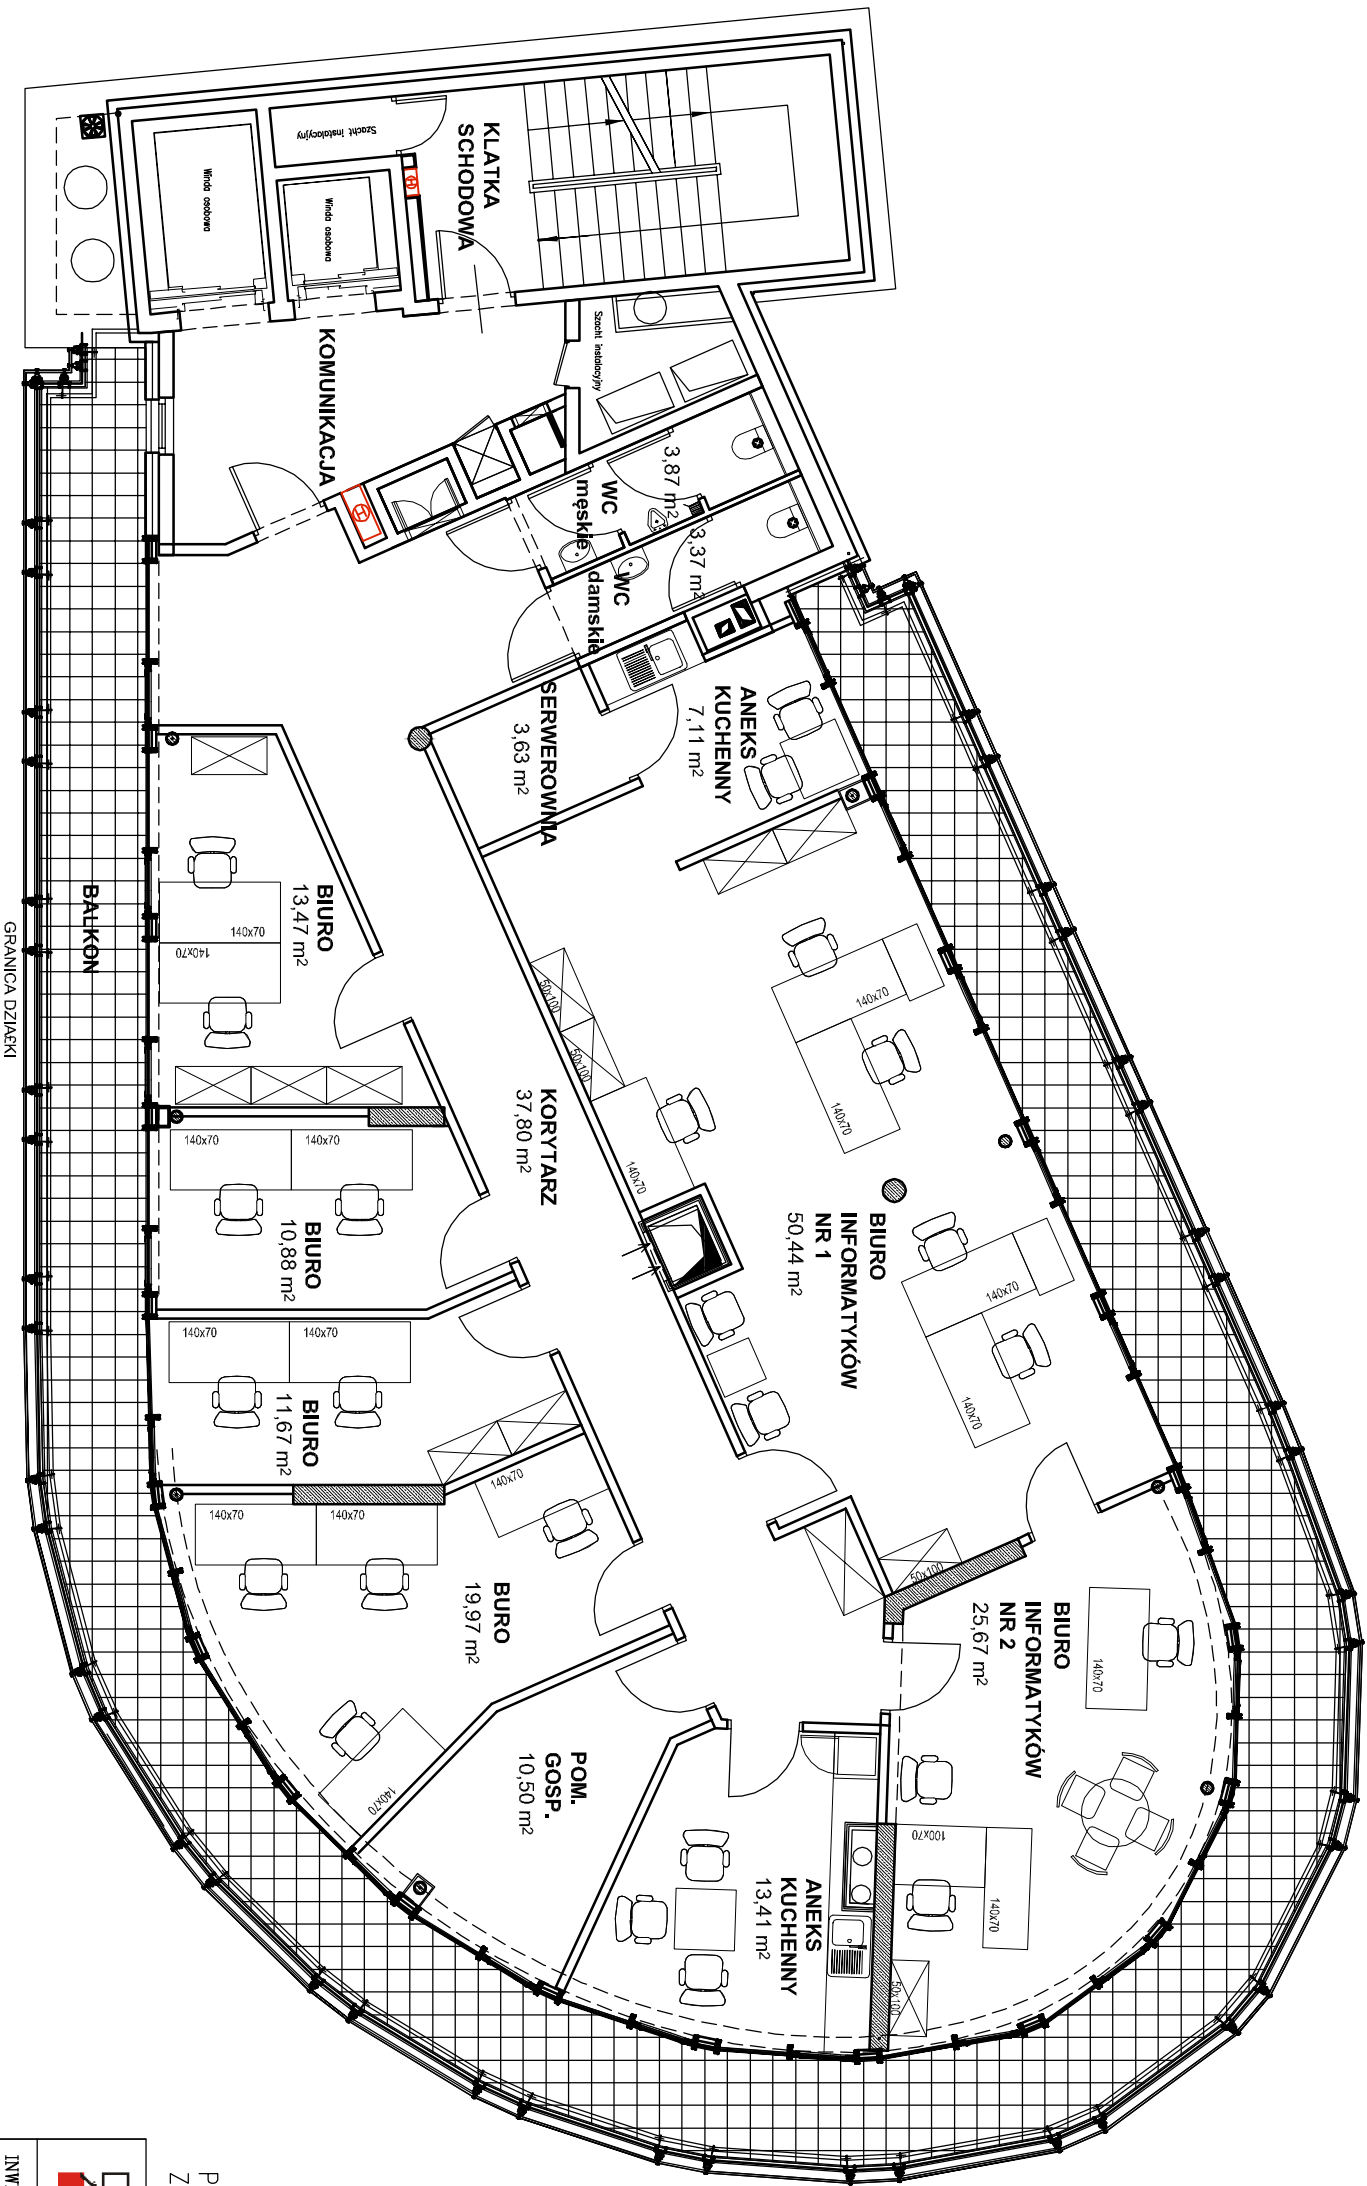 KLATKA
SCHODOWA
Szacht instalacyjny
Winda osobowa
Winda osobowa
KOMUNIKACJA
Szacht instalacyjny
WC
męskie
3,87 m²
WC
damskie
3,37 m²
SERWEROWNIA
3,63 m²
ANEKS
KUCHENNY
7,11 m²
BIURO
13,47 m²
140x70
140x70
BALKON
KORYTARZ
37,80 m²
50x100
50x100
140x70
140x70
140x70
BIURO
INFORMATYKÓW
NR 1
50,44 m²
140x70
140x70
BIURO
10,88 m²
140x70
140x70
BIURO
11,67 m²
140x70
140x70
BURO
19,97 m²
140x70
140x70
140x70
140x70
50x100
BIURO
INFORMATYKÓW
NR 2
25,67 m²
140x70
100x70
140x70
50x100
POM.
GOSP.
10,50 m²
ANEKS
KUCHENNY
13,41 m²
GRANICA DZIAŁKI
P
Z
INW